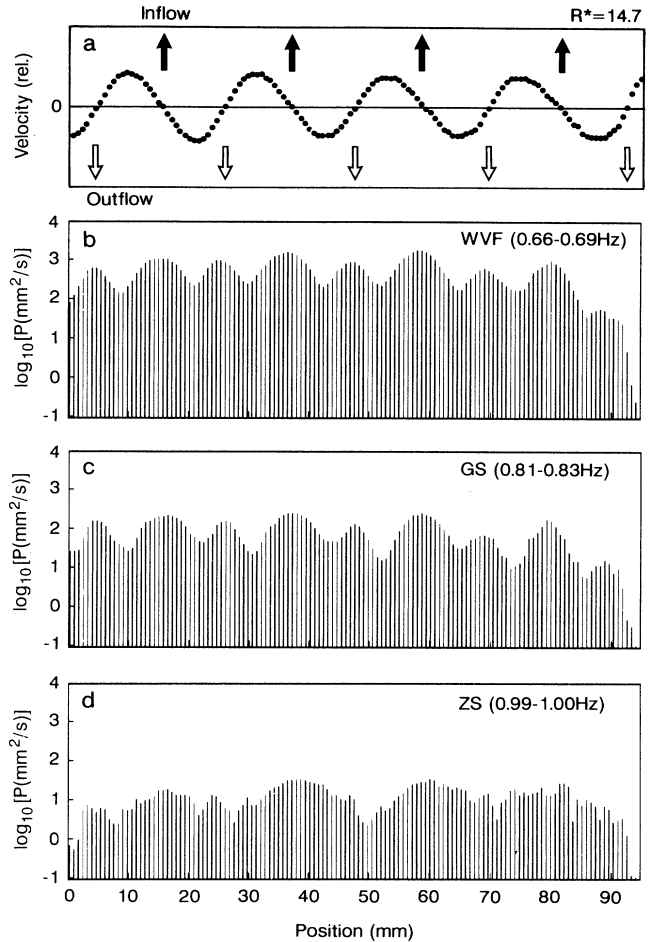 Inflow
R*=14.7
a
Velocity (rel.)
0
Outflow
b
WVF (0.66-0.69Hz)
log10[P(mm2/s)]
4
3
2
1
0
-1
c
GS (0.81-0.83Hz)
log10[P(mm2/s)]
4
3
2
1
0
-1
d
ZS (0.99-1.00Hz)
log10[P(mm2/s)]
4
3
2
1
0
-1
0 10 20 30 40 50 60 70 80 90
Position (mm)